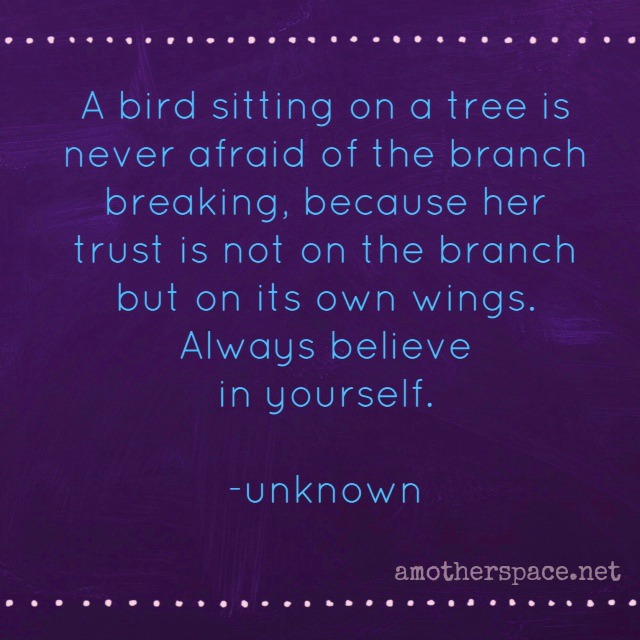 A bird sitting on a tree is
never afraid of the branch
breaking, because her
trust is not on the branch
but on its own wings.
Always believe
in yourself.
-unknown
amotherspace.net